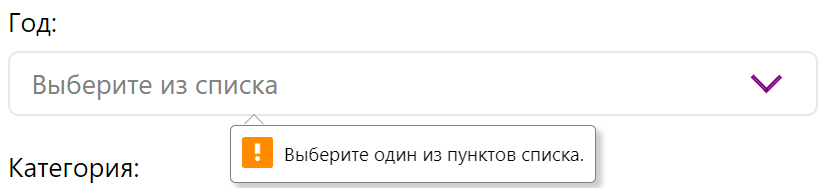 Год:
Выберите из списка
Выберите один из пунктов списка.
Категория: